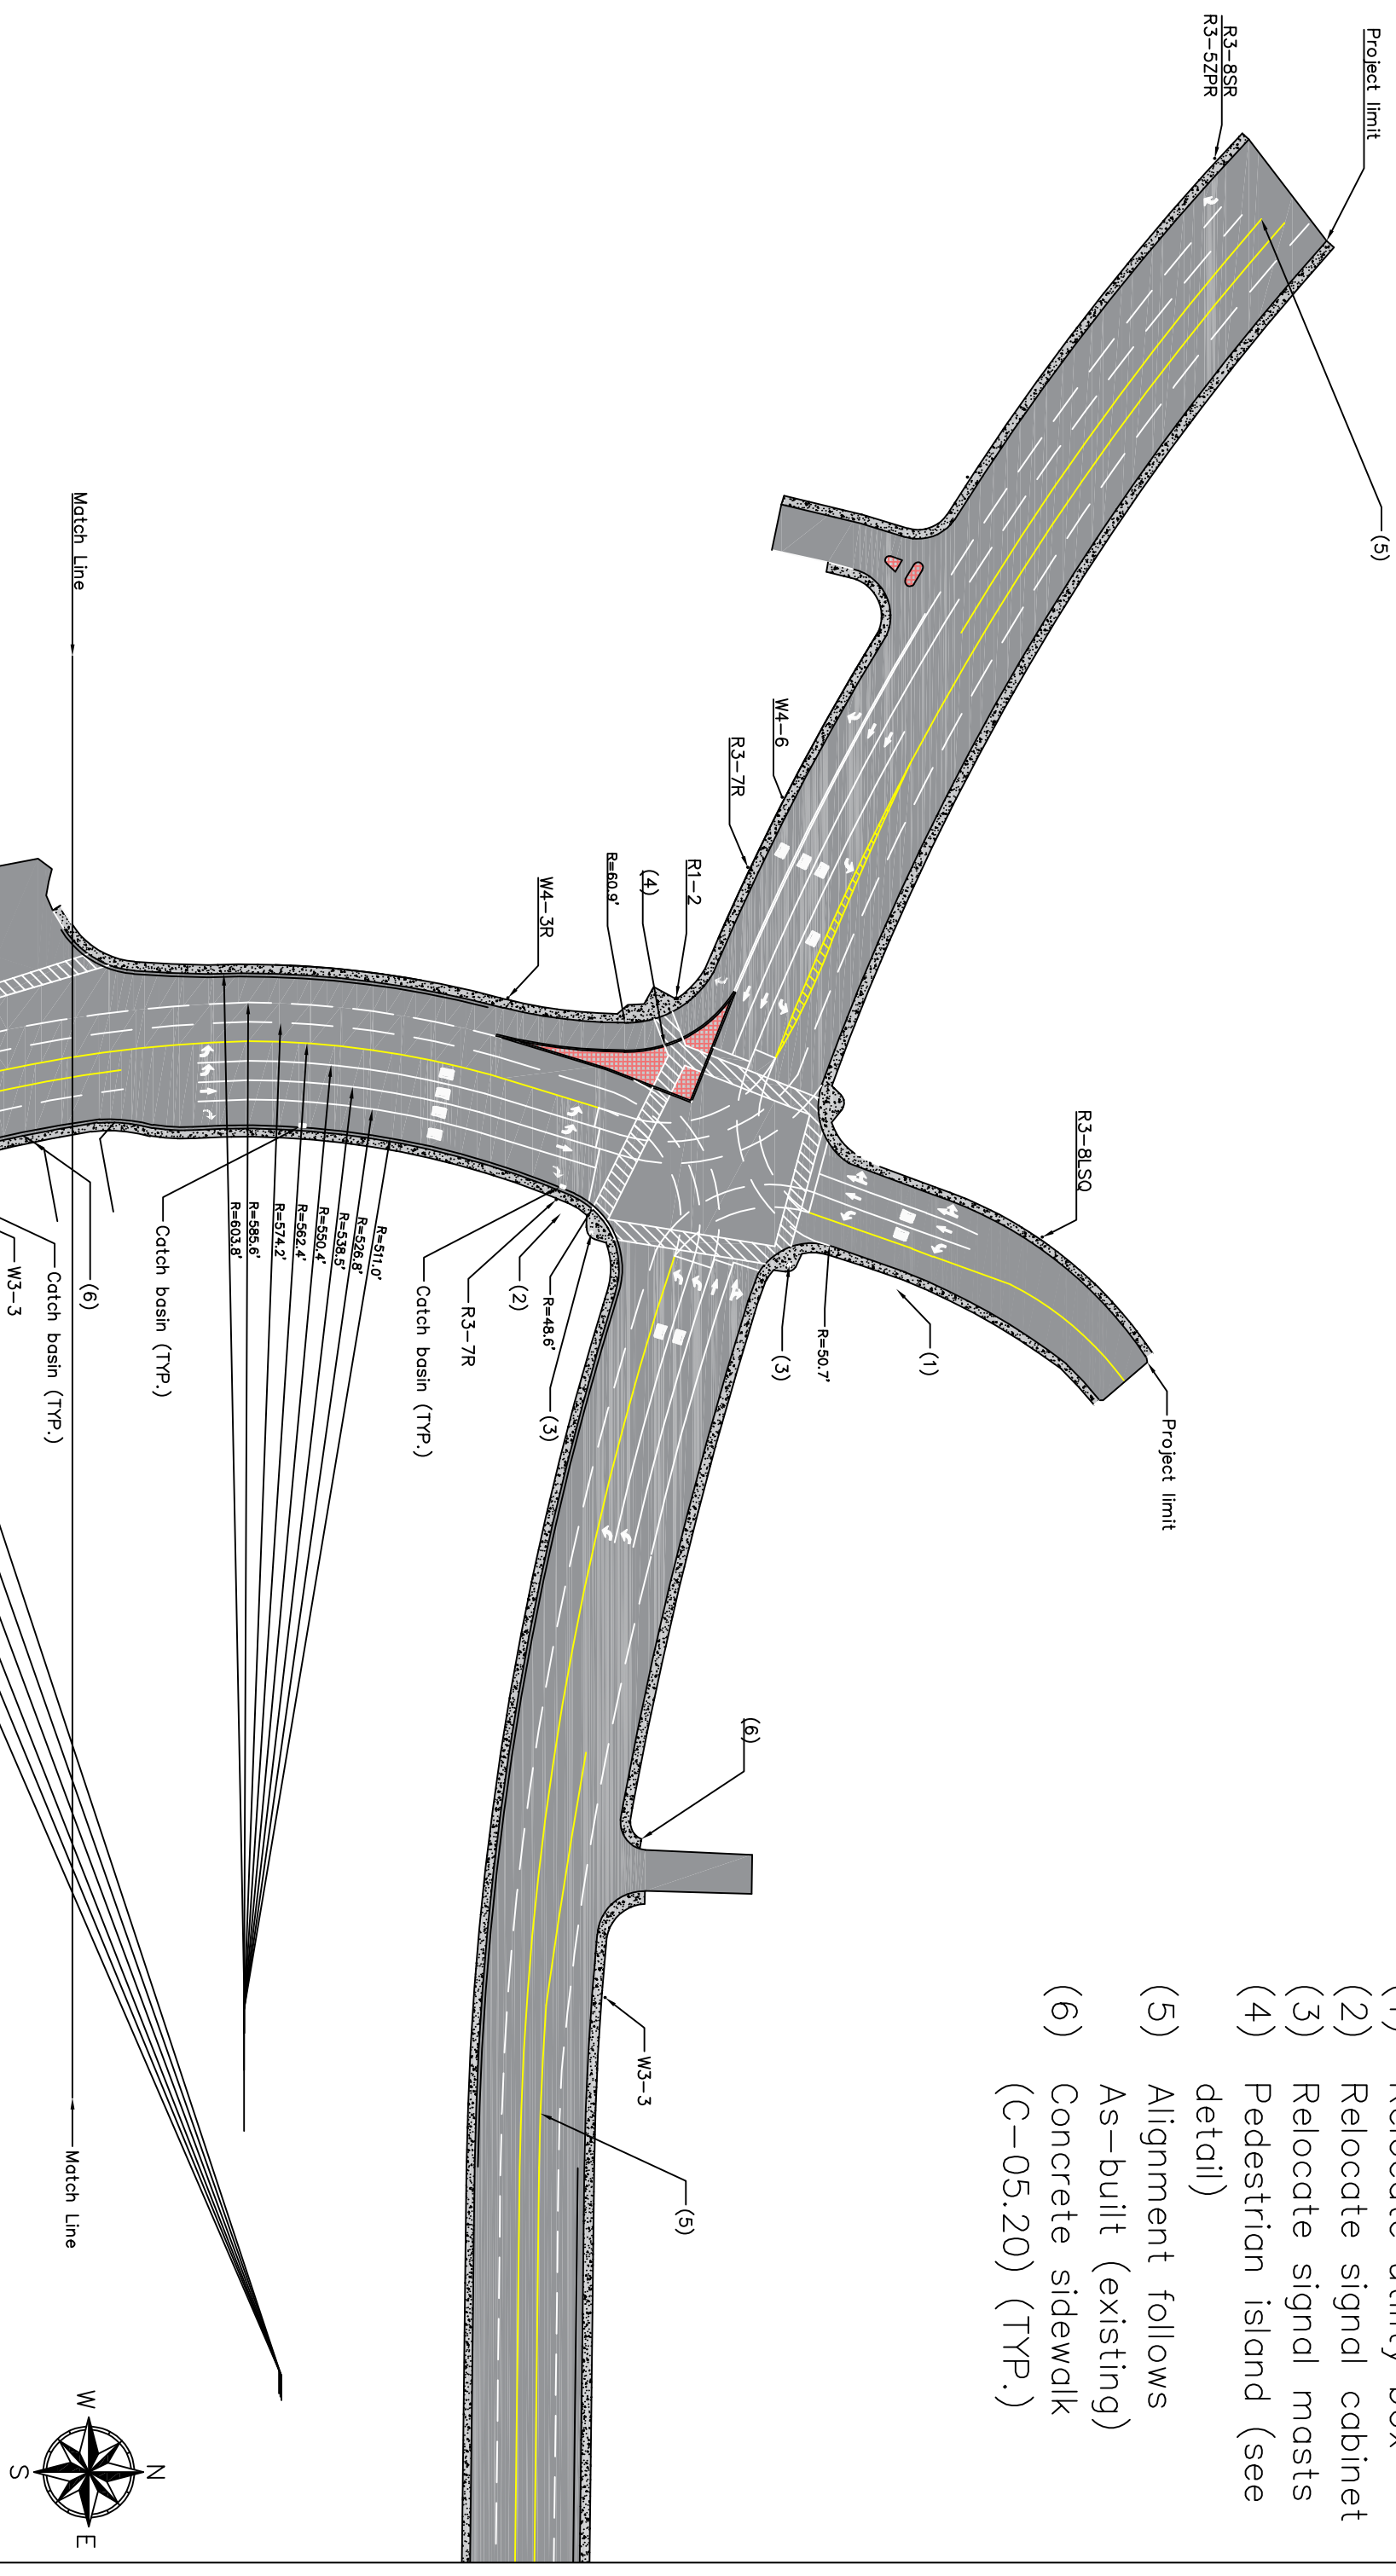 Project limit
R3-8SR
R3-5ZPR
(5)
Match Line
W4-6
R3-7R
R1-2
(4)
R=60.9'
W4-3R
R3-8LSQ
Project limit
(1)
R=50.7'
(3)
(3)
R=48.6'
(2)
R3-7R
Catch basin (TYP.)
R=511.0'
R=526.8'
R=538.5'
R=550.4'
R=562.4'
R=574.2'
R=585.6'
R=603.8'
Catch basin (TYP.)
(6)
Catch basin (TYP.)
W3-3
(6)
W3-3
(5)
Match Line
(2) Relocate signal cabinet
(3) Relocate signal masts
(4) Pedestrian island (see
detail)
(5) Alignment follows
As-built (existing)
(6) Concrete sidewalk
(C-05.20) (TYP.)
N
W
E
S